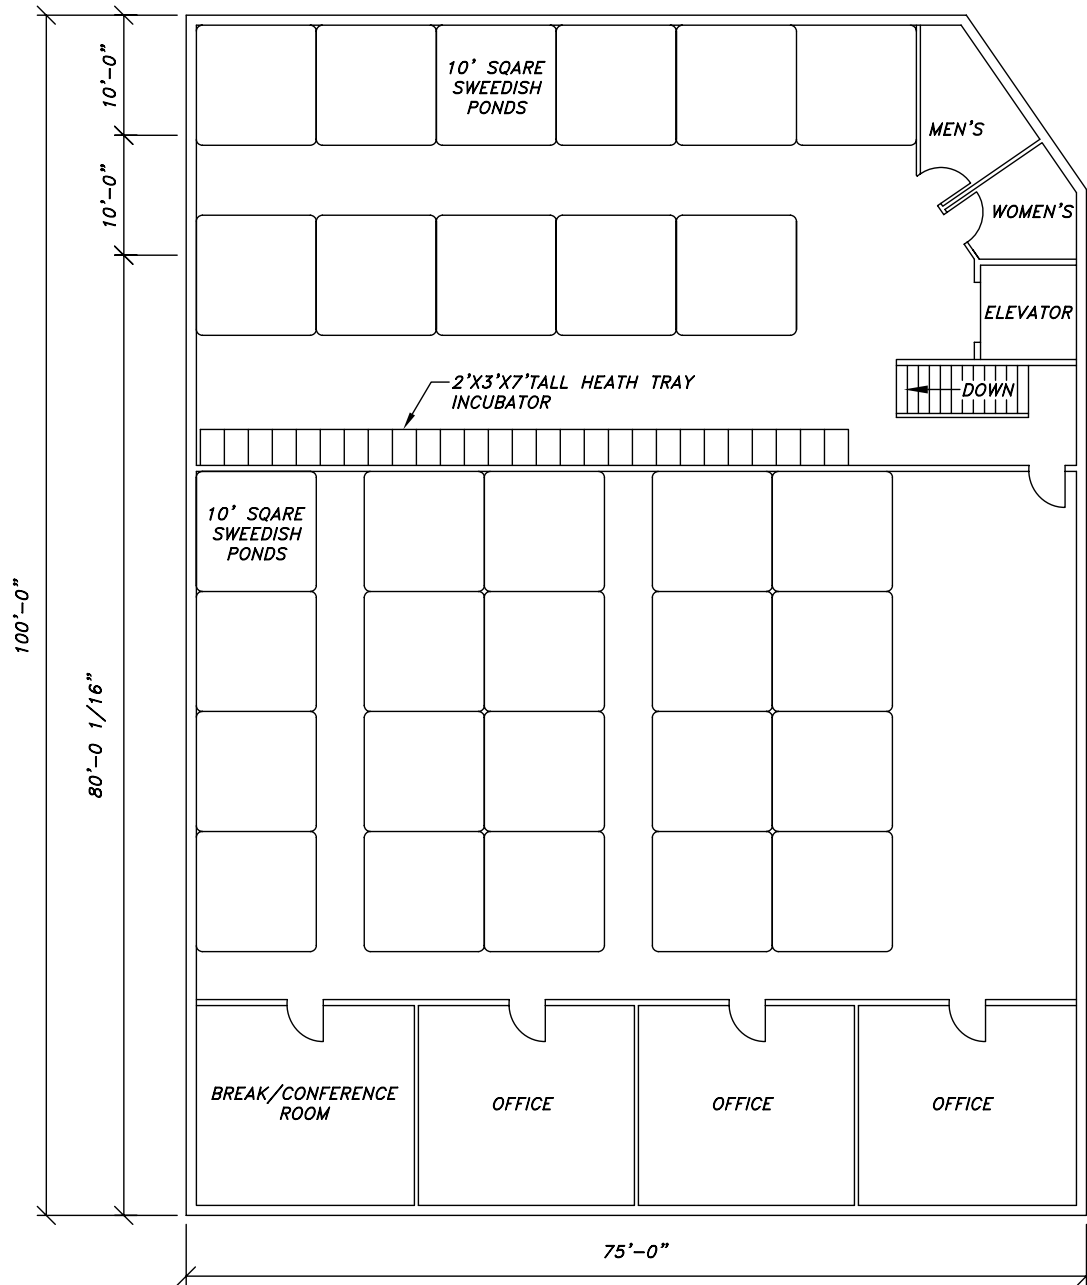 10'-0"
10' SQARE
SWEEDISH
PONDS
MEN'S
10'-0"
WOMEN'S
ELEVATOR
2'X3'X7'TALL HEATH TRAY
INCUBATOR
DOWN
10' SQARE
SWEEDISH
PONDS
100'-0"
80'-0 1/16"
BREAK/CONFERENCE
ROOM
OFFICE
OFFICE
OFFICE
75'-0"